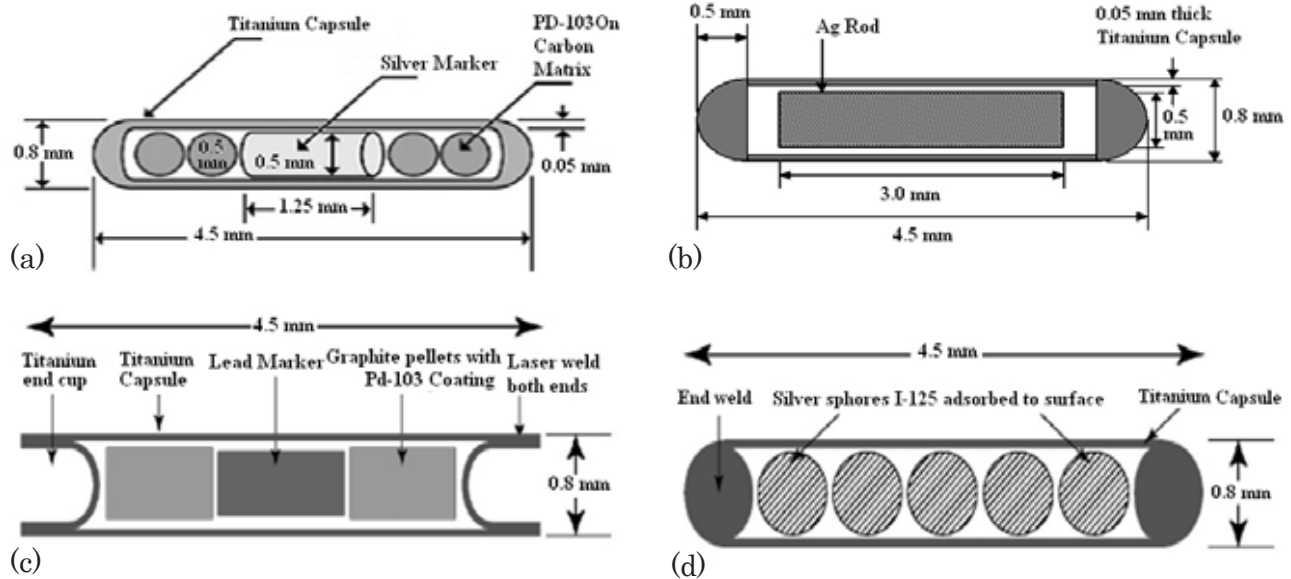 Titanium Capsule
PD-103On
Carbon
Matrix
Silver Marker
0.8 mm
0.5
mm
0.5 mm
0.05 mm
1.25 mm
4.5 mm
(a)
0.5 mm
Ag Rod
0.05 mm thick
Titanium Capsule
0.5
mm
0.8 mm
3.0 mm
4.5 mm
(b)
4.5 mm
Titanium
end cup
Titanium
Capsule
Lead Marker
Graphite pellets with
Pd-103 Coating
Laser weld
both ends
0.8 mm
(c)
4.5 mm
End weld
Silver sphores I-125 adsorbed to surface
Titanium Capsule
0.8 mm
(d)